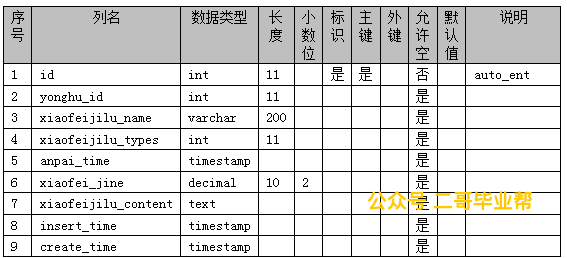 序号 列名 数据类型 长度 小数位 标识 主键 外键 允许空 默认值 说明
1 id int 11 是 是 否 auto_ent
2 yonghu_id int 11 是
3 xiaofeijilu_name varchar 200 是
4 xiaofeijilu_types int 11 是
5 anpai_time timestamp 是
6 xiaofei_jine decimal 10 2 是
7 xiaofeijilu_content text 是
公众号 二哥毕业帮
8 insert_time timestamp 是
9 create_time timestamp 是